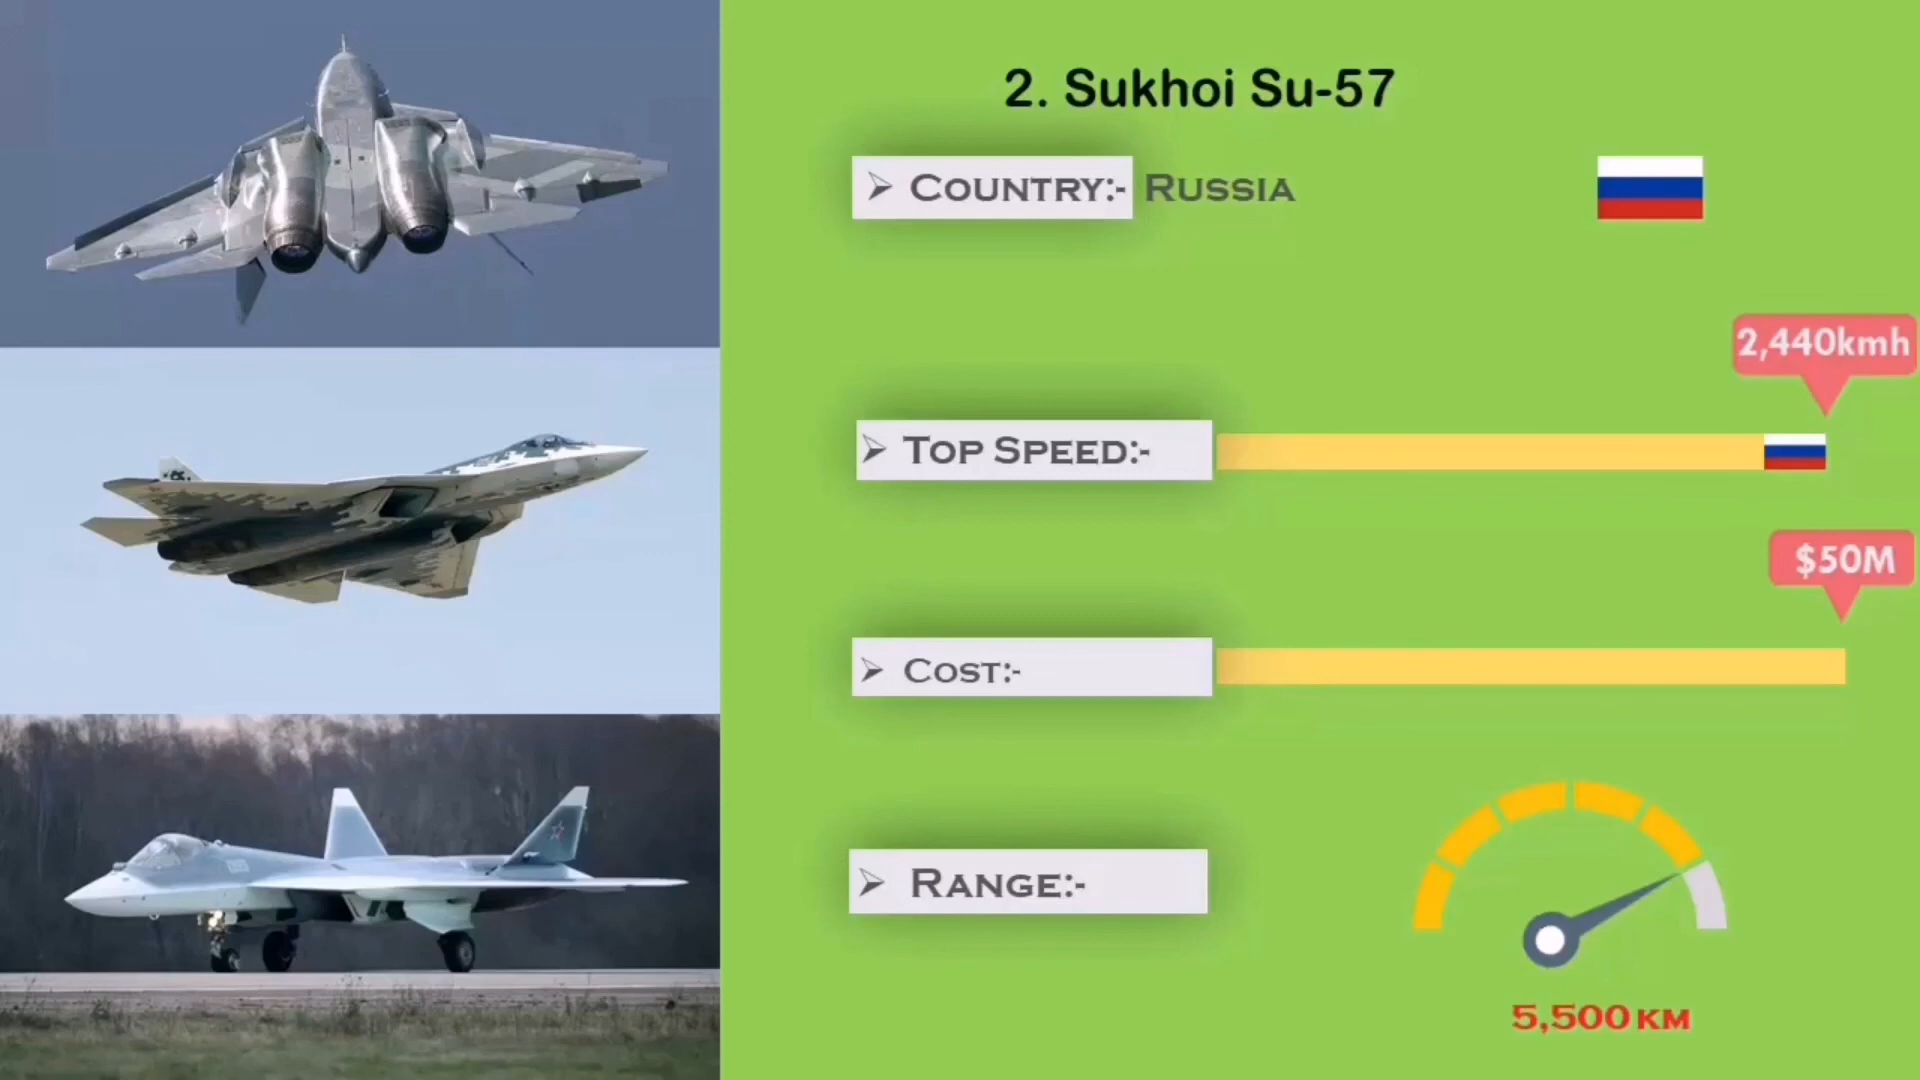 2. Sukhoi Su-57
Country:- Russia
2,440kmh
Top Speed:-
$50M
Cost:-
Range:-
5,500 KM